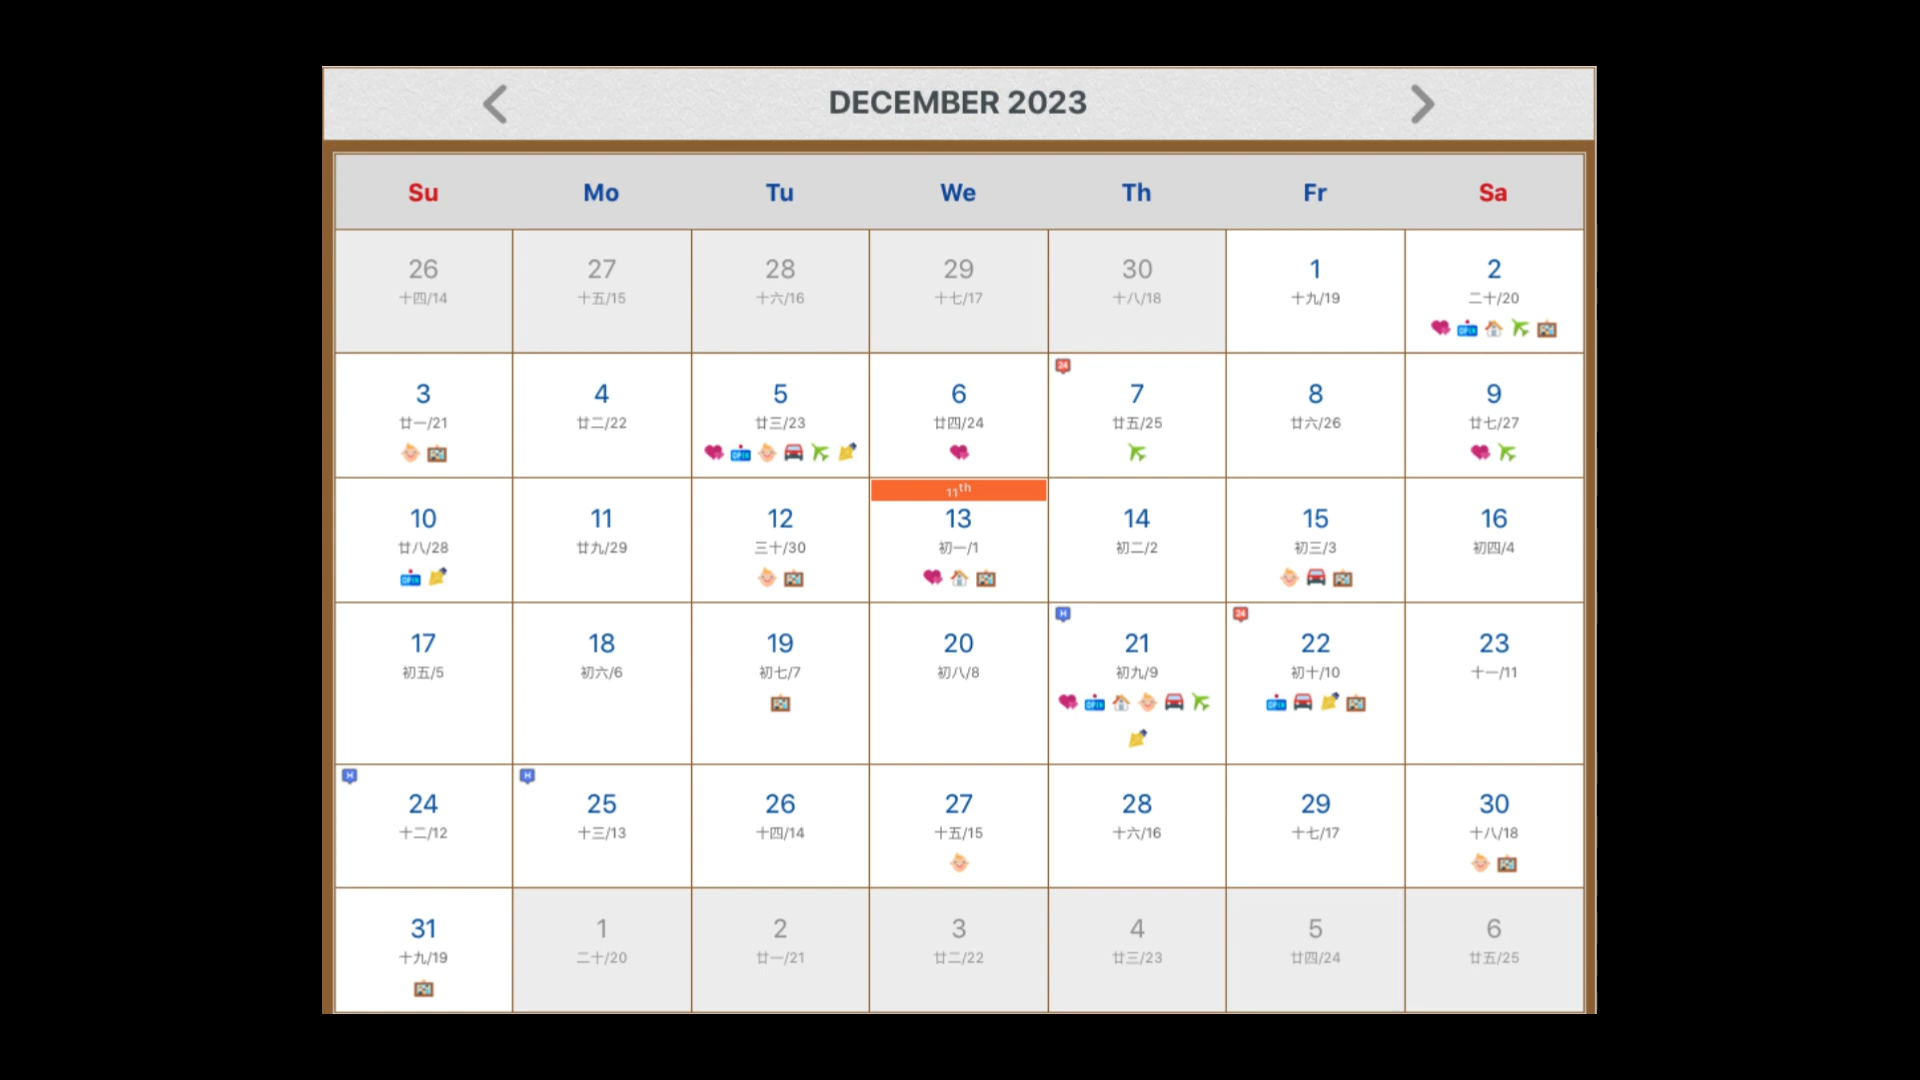 DECEMBER 2023
Su Mo Tu We Th Fr Sa
26 27 28 29 30 1 2
十四/14 十五/15 十六/16 十七/17 十八/18 十九/19 二十/20
OPEN
24
3 4 5 6 7 8 9
廿一/21 廿二/22 廿三/23 廿四/24 廿五/25 廿六/26 廿七/27
OPEN
11th
10 11 12 13 14 15 16
廿八/28 廿九/29 三十/30 初一/1 初二/2 初三/3 初四/4
OPEN
H 24
17 18 19 20 21 22 23
初五/5 初六/6 初七/7 初八/8 初九/9 初十/10 十一/11
OPEN OPEN
H H
24 25 26 27 28 29 30
十二/12 十三/13 十四/14 十五/15 十六/16 十七/17 十八/18
31 1 2 3 4 5 6
十九/19 二十/20 廿一/21 廿二/22 廿三/23 廿四/24 廿五/25